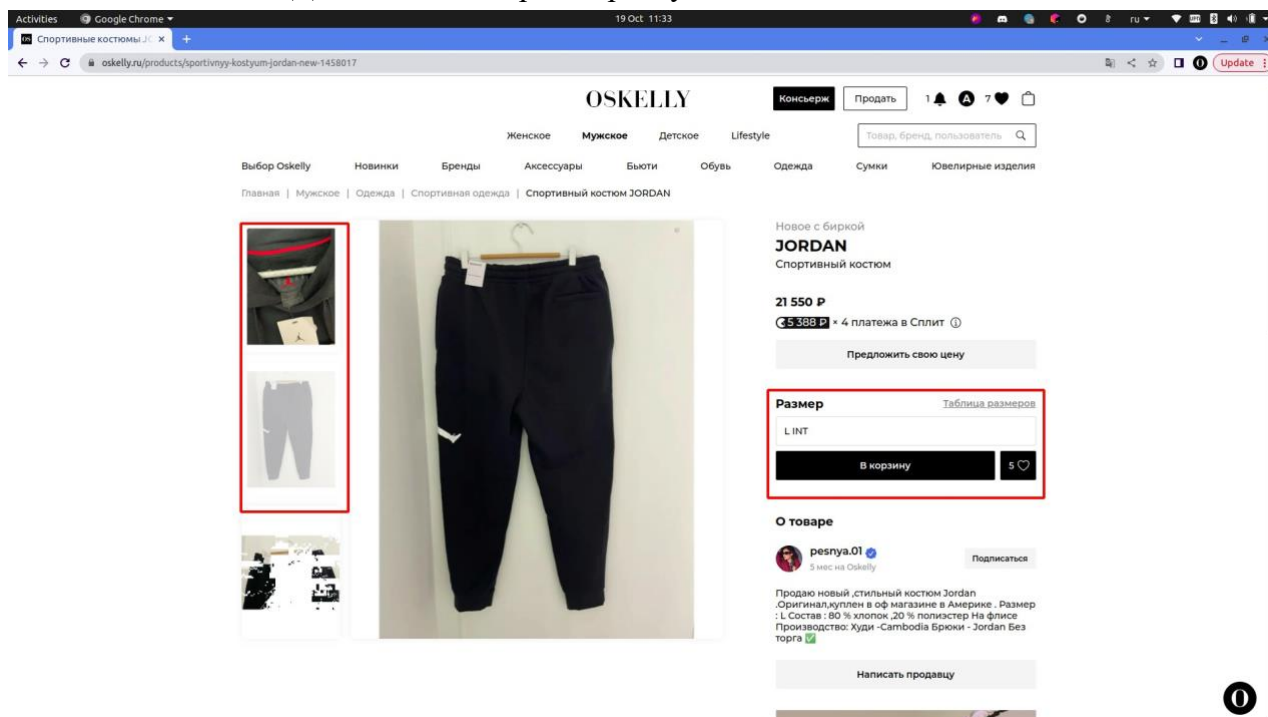 Activities Google Chrome 19 Oct 11:33 ru
Спортивные костюмы JC
oskelly.ru/products/sportivnyy-kostyum-jordan-new-1458017 Update
OSKELLY Консьерж Продать 1 A 7
Женское Мужское Детское Lifestyle Товар, бренд, пользователь
Выбор Oskelly Новинки Бренды Аксессуары Бьюти Обувь Одежда Сумки Ювелирные изделия
Главная | Мужское | Одежда | Спортивная одежда | Спортивный костюм JORDAN
Новое с биркой
JORDAN
Спортивный костюм
21 550 ₽
5 388 ₽ × 4 платежа в Сплит
Предложить свою цену
Размер Таблица размеров
L INT
В корзину 5
О товаре
pesnya.01
5 мес на Oskelly
Подписаться
Продаю новый ,стильный костюм Jordan
.Оригинал,куплен в оф магазине в Америке . Размер
: L Состав : 80 % хлопок ,20 % полиэстер На флисе
Производство: Худи -Cambodia Брюки - Jordan Без
торга
Написать продавцу